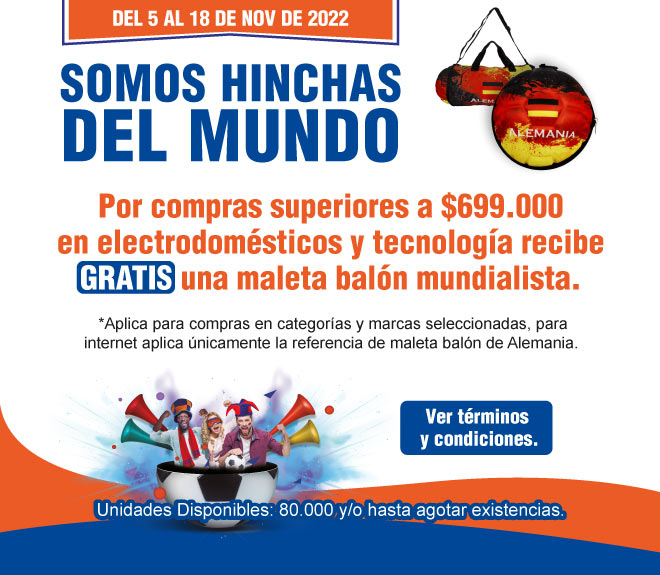 DEL 5 AL 18 DE NOV DE 2022
SOMOS HINCHAS
DEL MUNDO
ALEMANIA
ALEMANIA
Por compras superiores a $699.000
en electrodomésticos y tecnología recibe
GRATIS una maleta balón mundialista.
*Aplica para compras en categorías y marcas seleccionadas, para
internet aplica únicamente la referencia de maleta balón de Alemania.
Ver términos
y condiciones.
Unidades Disponibles: 80.000 y/o hasta agotar existencias.